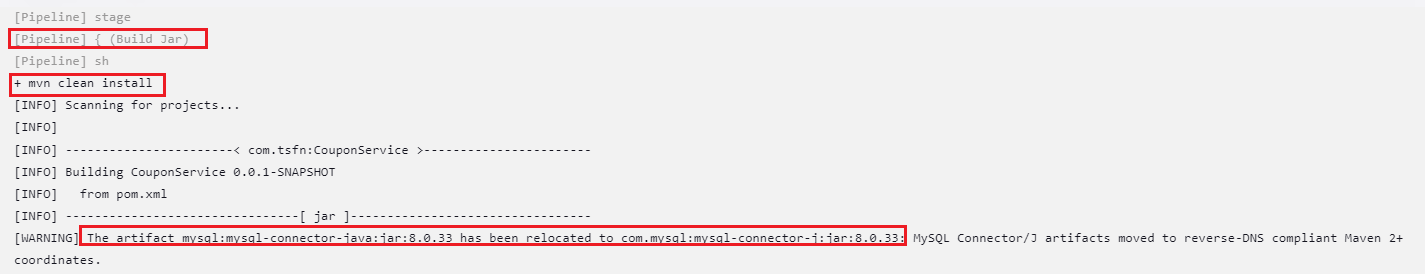 [Pipeline] stage
[Pipeline] { (Build Jar)
[Pipeline] sh
+ mvn clean install
[INFO] Scanning for projects...
[INFO]
[INFO] -----------------------< com.tsfn:CouponService >-----------------------
[INFO] Building CouponService 0.0.1-SNAPSHOT
[INFO]   from pom.xml
[INFO] --------------------------------[ jar ]---------------------------------
[WARNING] The artifact mysql:mysql-connector-java:jar:8.0.33 has been relocated to com.mysql:mysql-connector-j:jar:8.0.33: MySQL Connector/J artifacts moved to reverse-DNS compliant Maven 2+
coordinates.